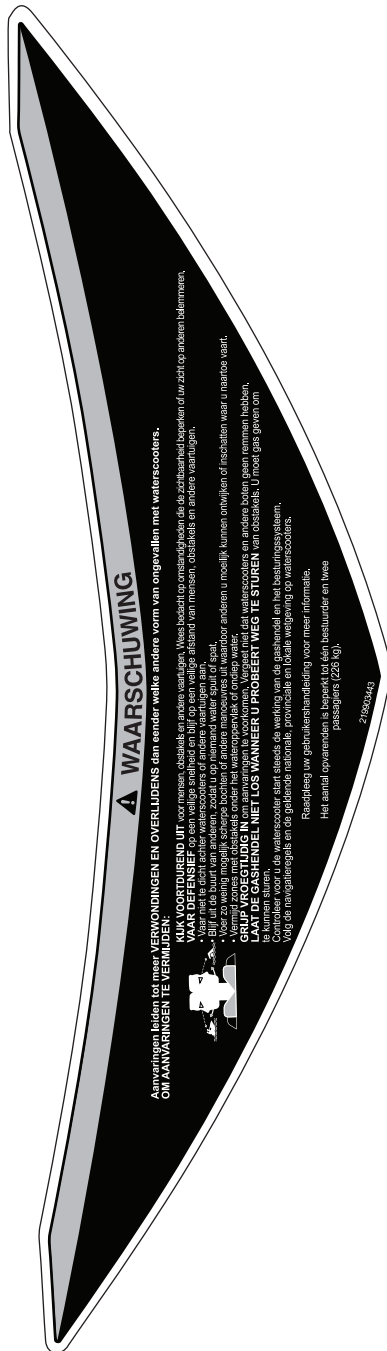 WAARSCHUWING
Aanvaringen leiden tot meer VERWONDINGEN EN OVERLIJDENS dan eender welke andere vorm van ongevallen met waterscooters.
OM AANVARINGEN TE VERMIJDEN:
KIJK VOORTDUREND UIT voor mensen, obstakels en andere vaartuigen. Wees bedacht op omstandigheden die de zichtbaarheid beperken of uw zicht op anderen belemmeren.
VAAR DEFENSIEF op een veilige snelheid en blijf op een veilige afstand van mensen, obstakels en andere vaartuigen.
• Vaar niet te dicht achter waterscooters of andere vaartuigen aan.
• Blijf uit de buurt van anderen, zodat u op niemand water spuit of spat.
• Voer zo weinig mogelijk scherpe bochten of andere manoeuvres uit waardoor anderen u moeilijk kunnen ontwijken of inschatten waar u naartoe vaart.
• Vermijd zones met obstakels onder het wateroppervlak of ondiep water.
GRIJP VROEGTIJDIG IN om aanvaringen te voorkomen. Vergeet niet dat waterscooters en andere boten geen remmen hebben.
LAAT DE GASHENDEL NIET LOS WANNEER U PROBEERT WEG TE STUREN van obstakels. U moet gas geven om
te kunnen sturen.
Controleer voor u de waterscooter start steeds de werking van de gashendel en het besturingssysteem.
Volg de navigatieregels en de geldende nationale, provinciale en lokale wetgeving op waterscooters.
Raadpleeg uw gebruikershandleiding voor meer informatie.
Het aantal opvarenden is beperkt tot één bestuurder en twee
passagiers (226 kg).
219903443